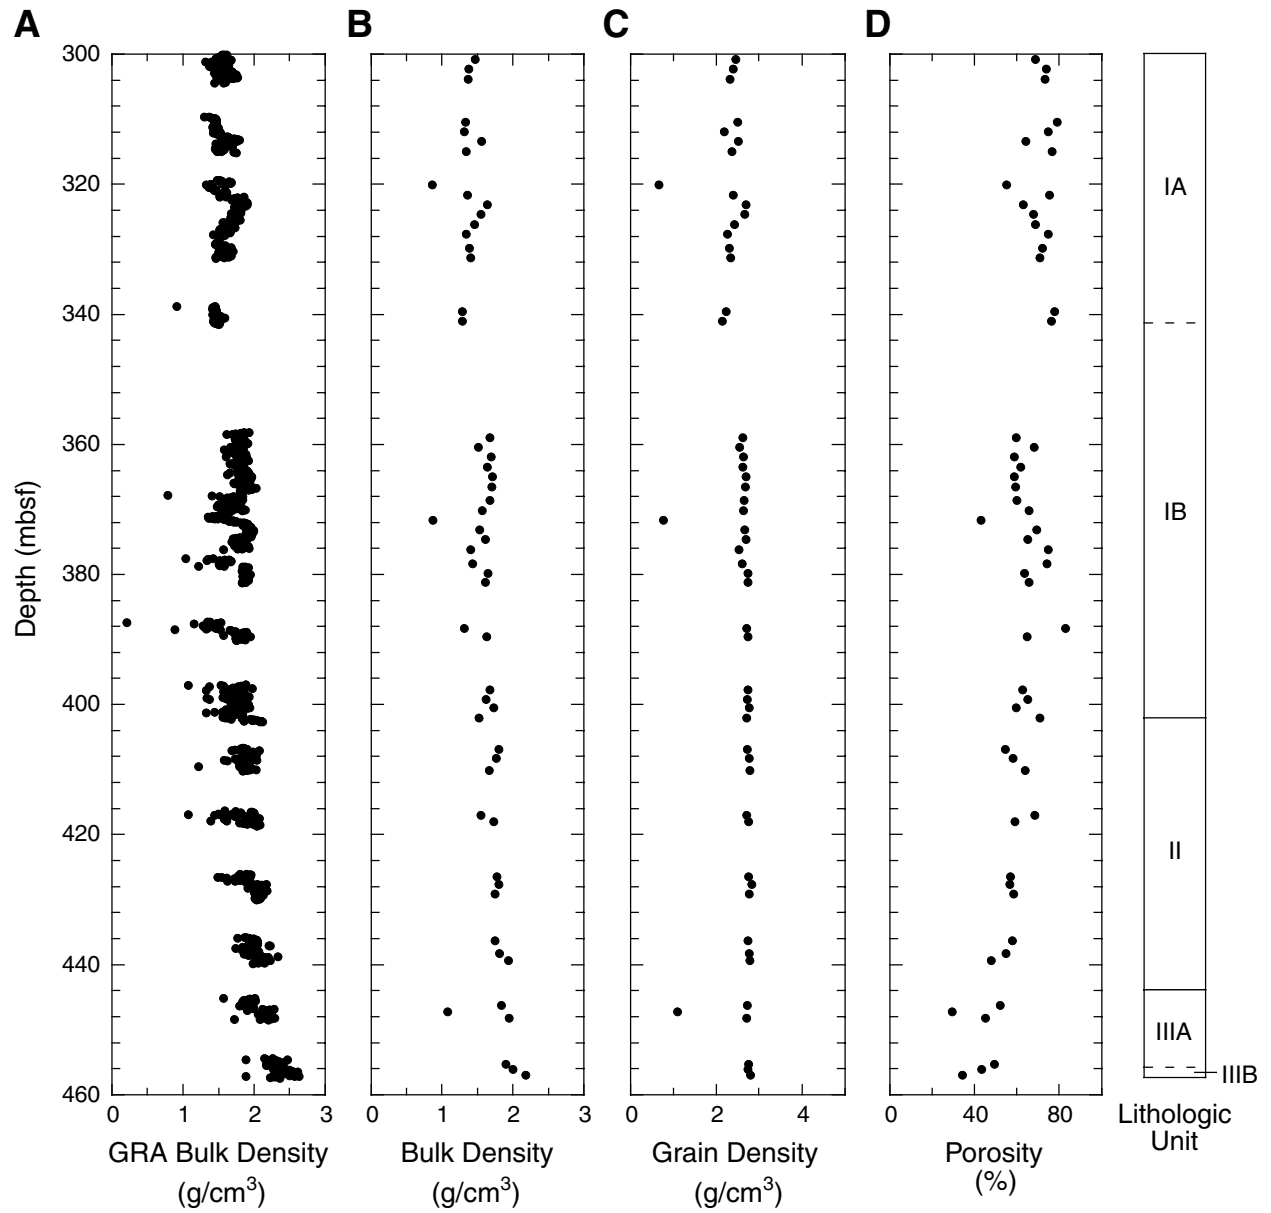 A
B
C
D
300
320
340
360
380
400
420
440
460
Depth (mbsf)
0 1 2 3
0 1 2 3
0 2 4
0 40 80
GRA Bulk Density
(g/cm³)
Bulk Density
(g/cm³)
Grain Density
(g/cm³)
Porosity
(%)
IA
IB
II
IIIA
IIIB
Lithologic
Unit